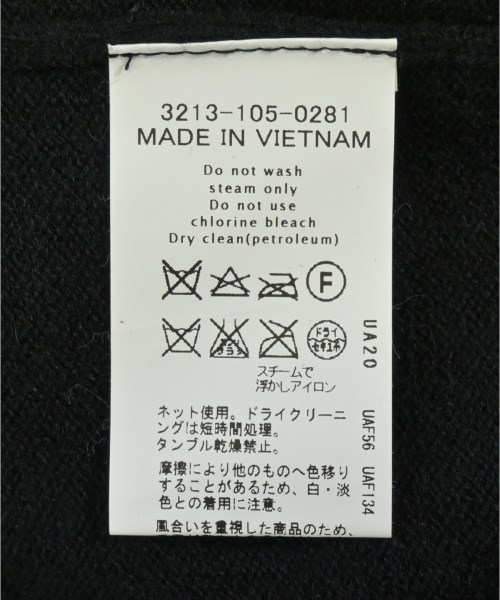 3213-105-0281
MADE IN VIETNAM
Do not wash
steam only
Do not use
chlorine bleach
Dry clean(petroleum)
F
ドライ
セキユ系
スチームで
浮かしアイロン
ネット使用。ドライクリーニ
ングは短時間処理。
タンブル乾燥禁止。
摩擦により他のものへ色移り
することがあるため、白・淡
色との着用に注意。
風合いを重視した商品のため、
UA20 UAF56 UAF134